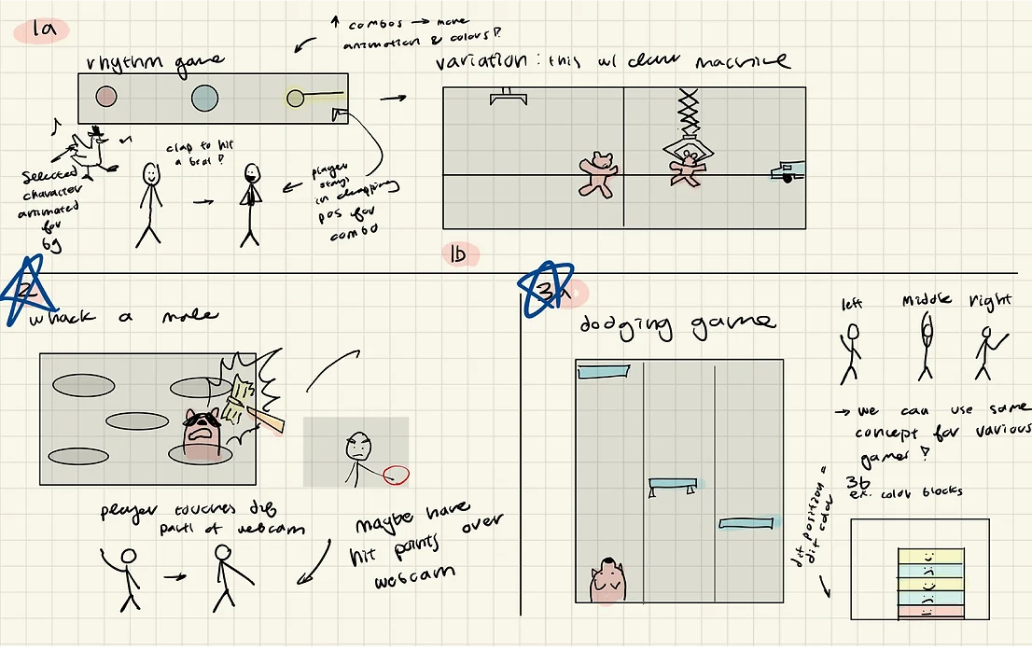 1a
↑ combos → more
animation & colours?
rhythm game
♪
clap to hit
a beat?
Selected
character
animated
for
bg
player
stays
in clapping
pos for
combo
variation: this w/ claw machine
1b
2
whack a mole
player touches diff
parts of webcam
maybe have
hit points over
webcam
3a
dodging game
left
middle
right
→ we can use same
concept for various
games?
3b
ex. color blocks
dif position =
dif color